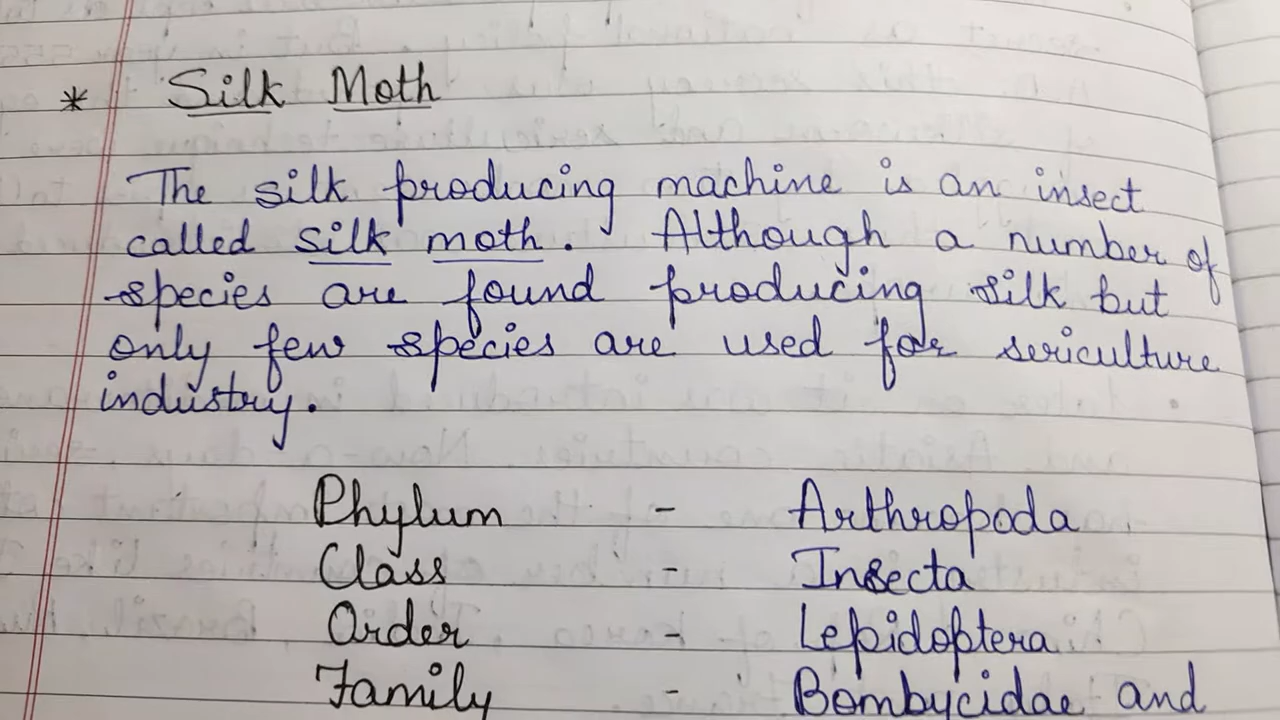 * Silk Moth
The silk producing machine is an insect
called silk moth. Although a number of
species are found producing silk but
only few species are used for sericulture
industry.
Phylum - Arthropoda
Class - Insecta
Order - Lepidoptera
Family - Bombycidae and